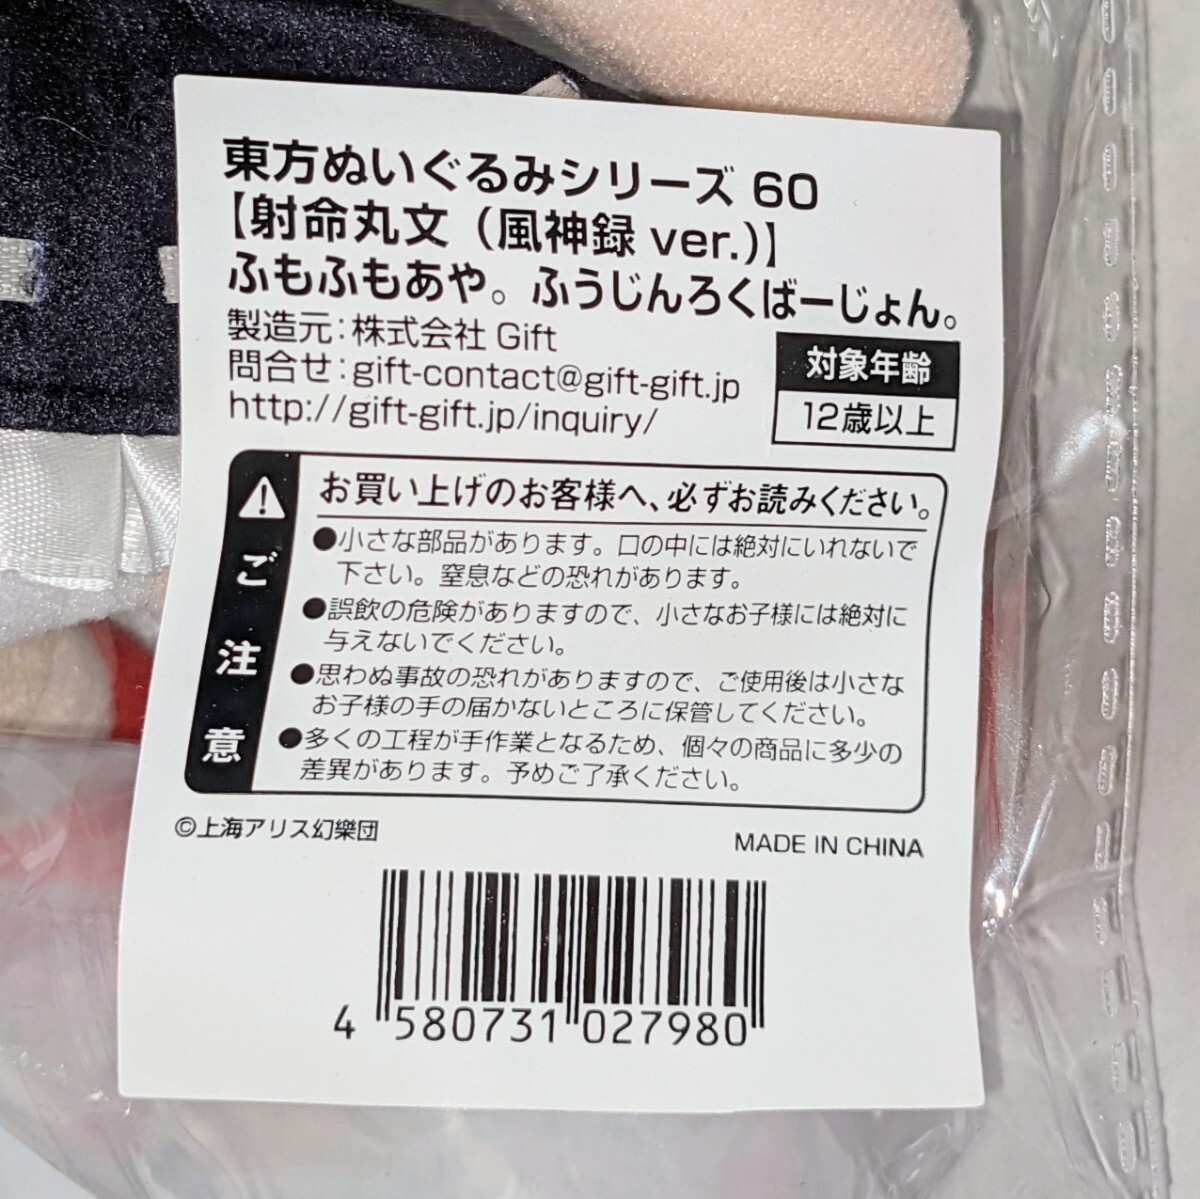 東方ぬいぐるみシリーズ 60
【射命丸文（風神録 ver.）】
ふもふもあや。ふうじんろくばーじょん。
製造元：株式会社 Gift
問合せ：gift-contact@gift-gift.jp
http://gift-gift.jp/inquiry/
対象年齢
12歳以上
ご注意
お買い上げのお客様へ、必ずお読みください。
●小さな部品があります。口の中には絶対にいれないで
下さい。窒息などの恐れがあります。
●誤飲の危険がありますので、小さなお子様には絶対に
与えないでください。
●思わぬ事故の恐れがありますので、ご使用後は小さな
お子様の手の届かないところに保管してください。
●多くの工程が手作業となるため、個々の商品に多少の
差異があります。予めご了承ください。
©上海アリス幻樂団
MADE IN CHINA
4 580731 027980